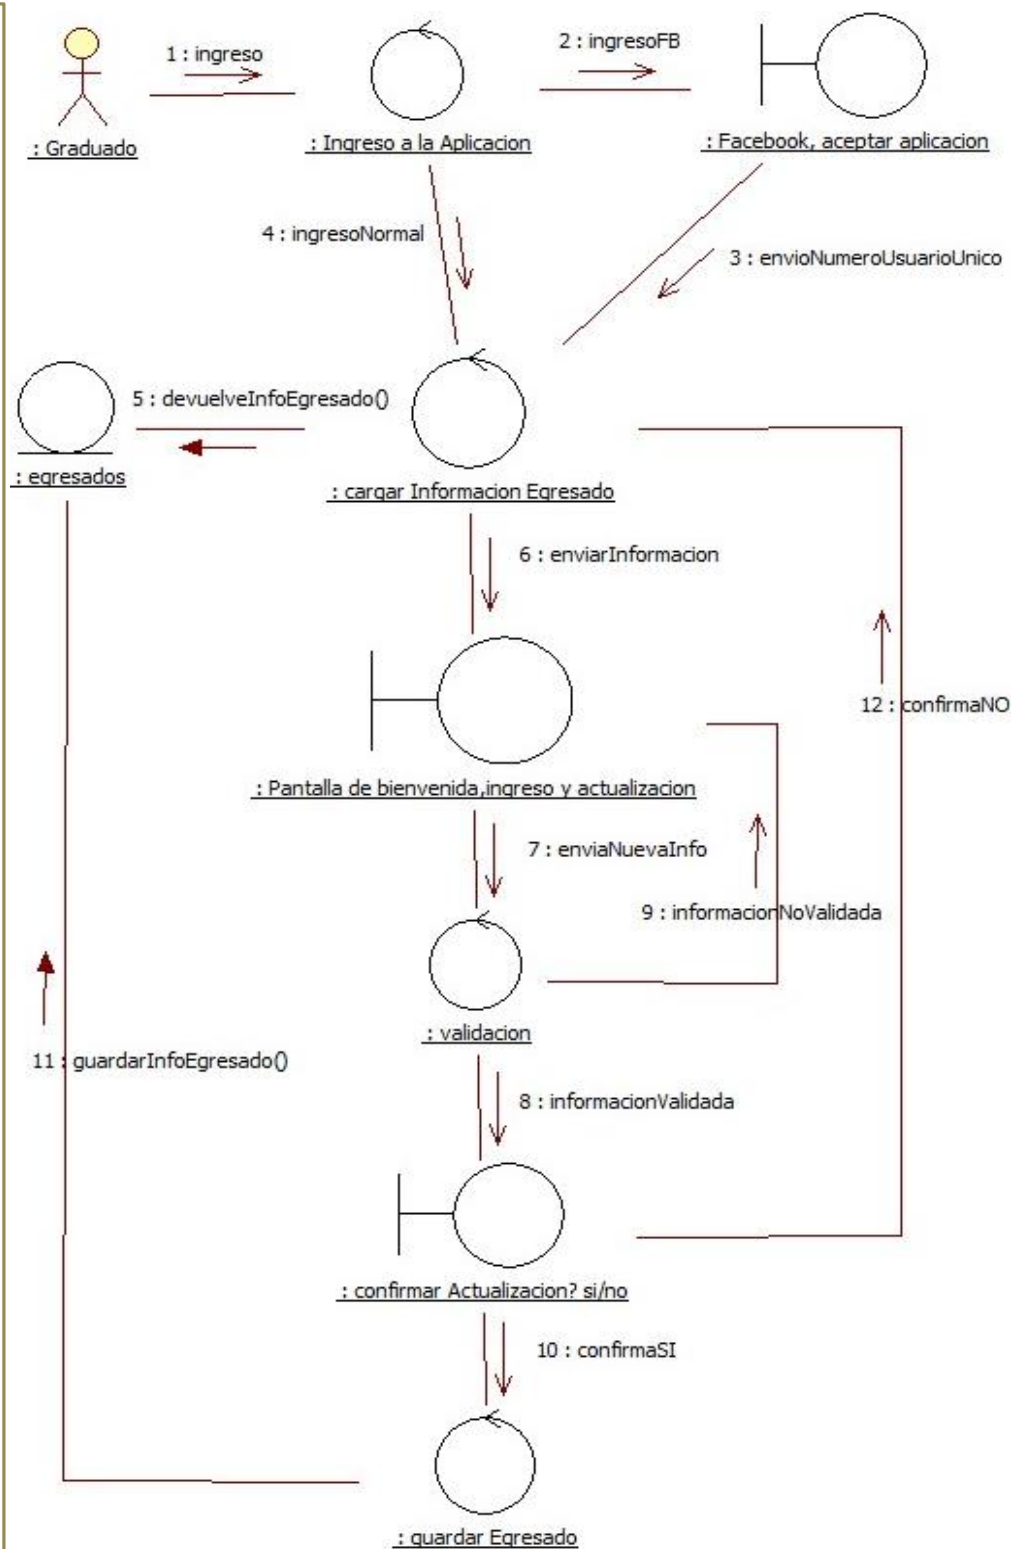 1 : ingreso
2 : ingresoFB
: Graduado
: Ingreso a la Aplicacion
: Facebook, aceptar aplicacion
4 : ingresoNormal
3 : envioNumeroUsuarioUnico
5 : devuelveInfoEgresado()
: egresados
: cargar Informacion Egresado
6 : enviarInformacion
12 : confirmaNO
: Pantalla de bienvenida,ingreso y actualizacion
7 : enviaNuevaInfo
9 : informacionNoValidada
: validacion
11 : guardarInfoEgresado()
8 : informacionValidada
: confirmar Actualizacion? si/no
10 : confirmaSI
: guardar Egresado